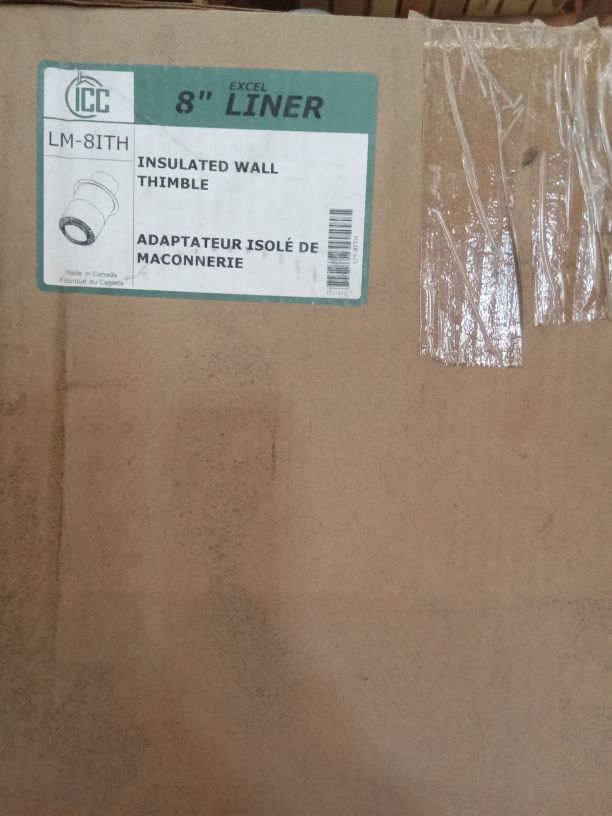 ICC
EXCEL
8" LINER
LM-8ITH
INSULATED WALL
THIMBLE
ADAPTATEUR ISOLÉ DE
MACONNERIE
Made in Canada
Fabriqué au Canada
LM-8ITH